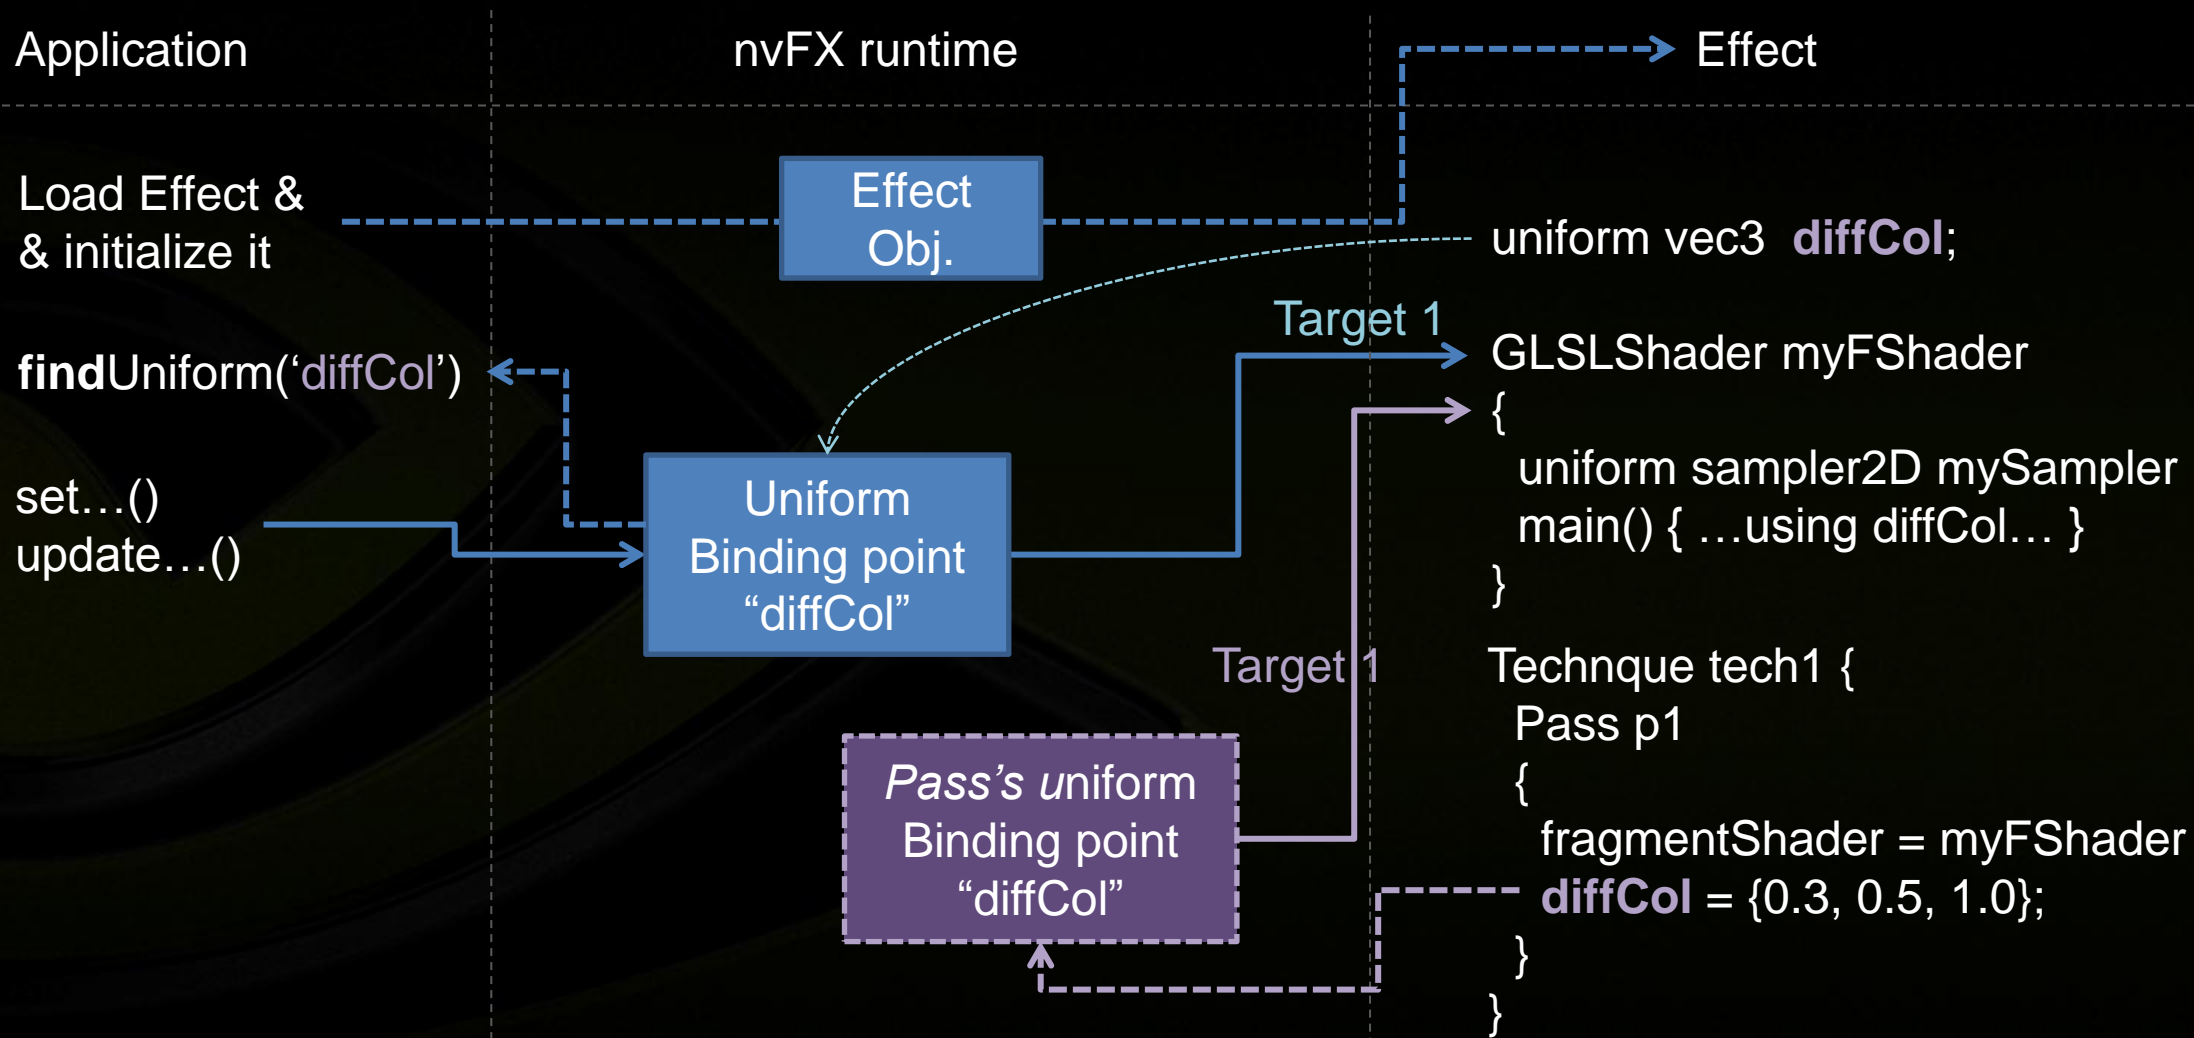 Application
nvFX runtime
Effect
Load Effect &
& initialize it
Effect
Obj.
uniform vec3 diffCol;
Target 1
findUniform(‘diffCol’)
GLSLShader myFShader
{
uniform sampler2D mySampler
main() { …using diffCol… }
}
set…()
update…()
Uniform
Binding point
“diffCol”
Target 1
Technque tech1 {
Pass p1
{
fragmentShader = myFShader
diffCol = {0.3, 0.5, 1.0};
}
}
Pass’s uniform
Binding point
“diffCol”